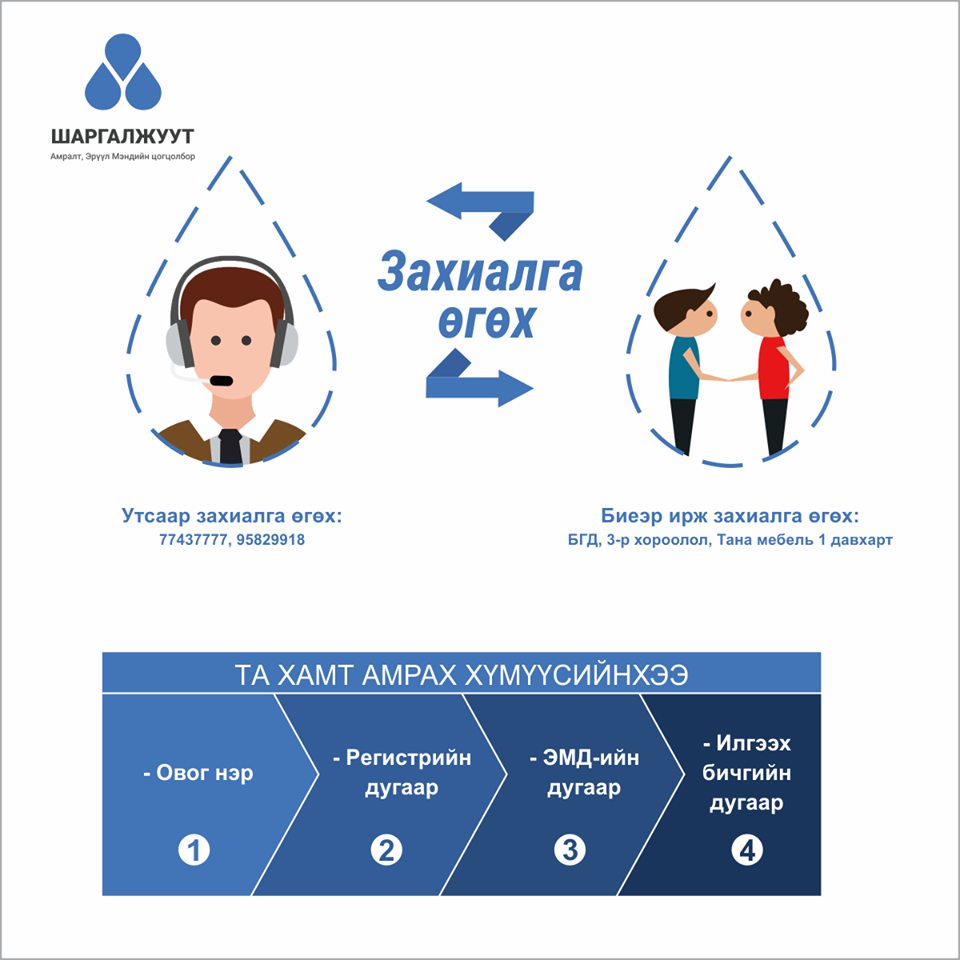 ШАРГАЛЖУУТ
Амралт, Эрүүл Мэндийн цогцолбор
Захиалга
өгөх
Утсаар захиалга өгөх:
77437777, 95829918
Биеэр ирж захиалга өгөх:
БГД, 3-р хороолол, Тана мебель 1 давхарт
ТА ХАМТ АМРАХ ХҮМҮҮСИЙНХЭЭ
- Овог нэр
1
- Регистрийн
дугаар
2
- ЭМД-ийн
дугаар
3
- Илгээх
бичгийн
дугаар
4